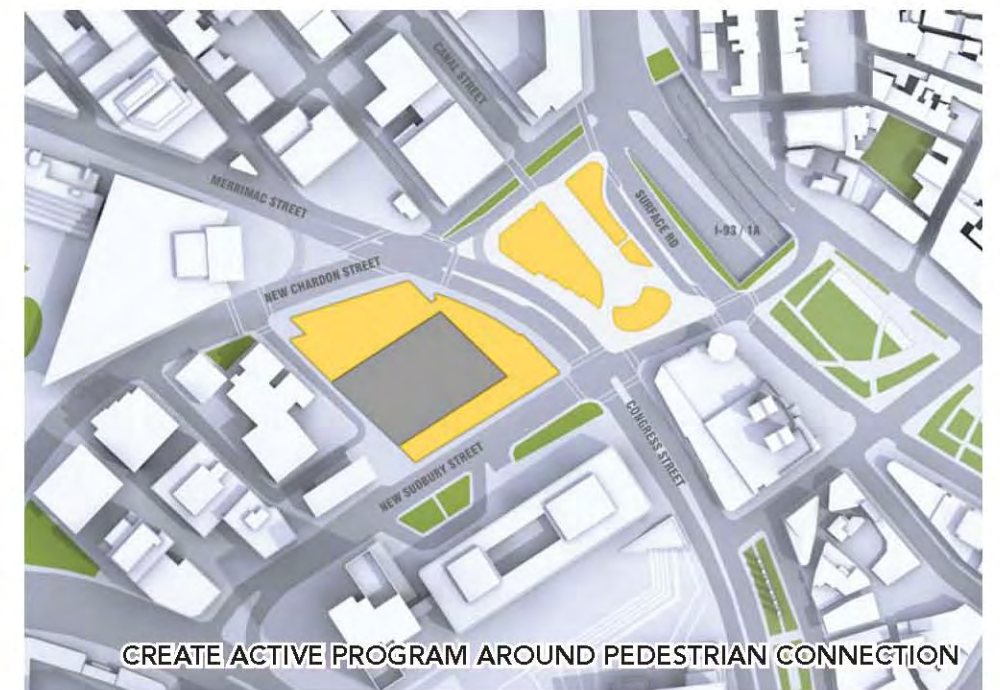 CANAL STREET
MERRIMAC STREET
SURFACE RD
I-93 / 1A
NEW CHARDON STREET
CONGRESS STREET
NEW SUDBURY STREET
CREATE ACTIVE PROGRAM AROUND PEDESTRIAN CONNECTION